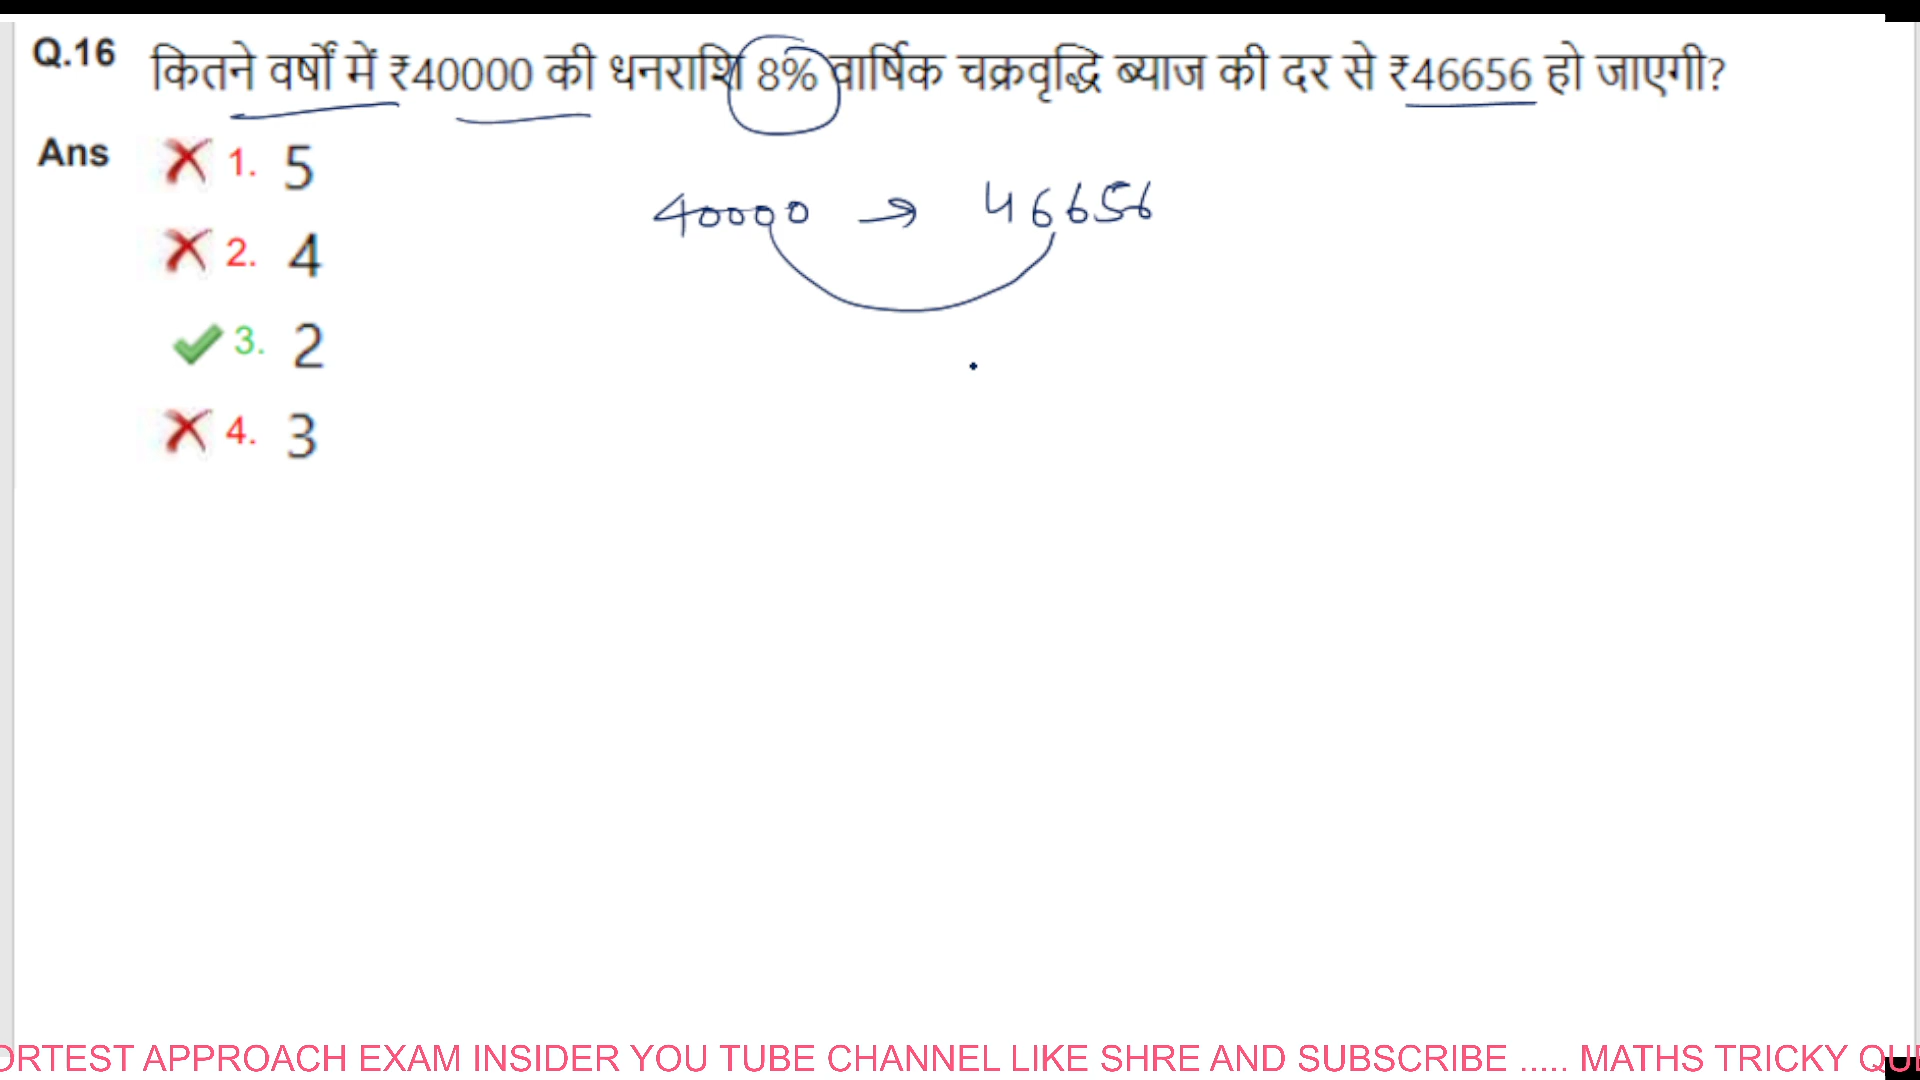 Q.16 कितने वर्षों में ₹40000 की धनराशि 8% वार्षिक चक्रवृद्धि ब्याज की दर से ₹46656 हो जाएगी?
Ans 1. 5
40000 → 46656
2. 4
3. 2
4. 3
ORTEST APPROACH EXAM INSIDER YOU TUBE CHANNEL LIKE SHRE AND SUBSCRIBE ..... MATHS TRICKY QUE